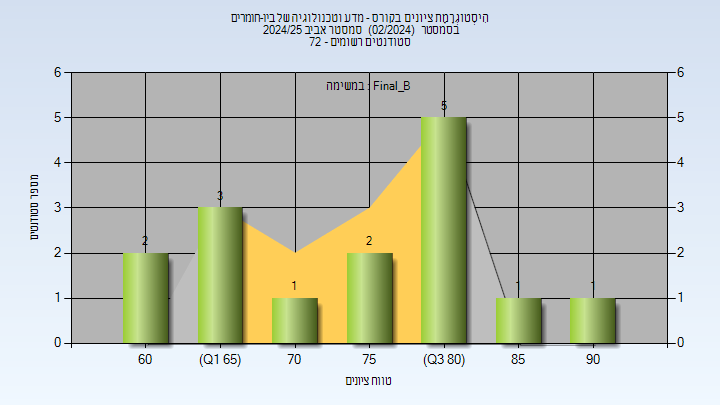 היסטוגרמת ציונים בקורס - מדע וטכנולוגיה של ביו-חומרים
בסמסטר (02/2024) סמסטר אביב 2024/25
סטודנטים רשומים - 72
במשימה : Final_B
מספר סטודנטים
6 6
5 5
4 4
3 3
2 2
1 1
0 0
2 3 1 2 5 1 1
60 (Q1 65) 70 75 (Q3 80) 85 90
טווח ציונים